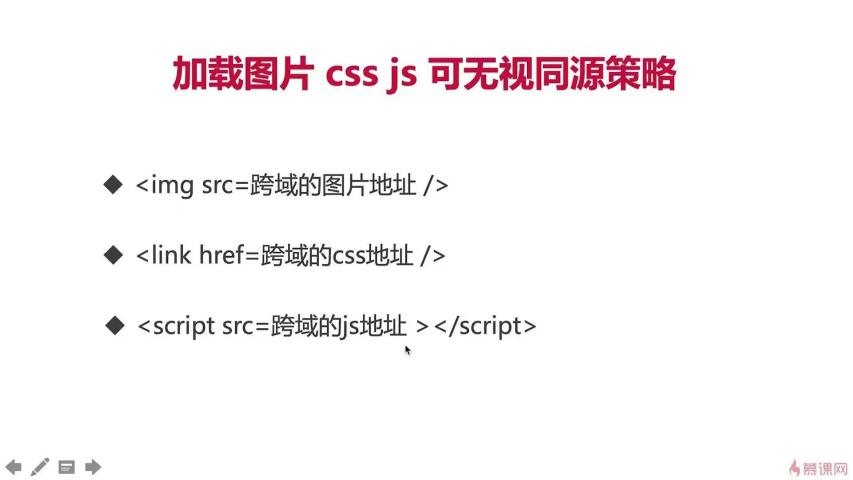 加载图片 css js 可无视同源策略
<img src=跨域的图片地址 />
<link href=跨域的css地址 />
<script src=跨域的js地址 ></script>
慕课网